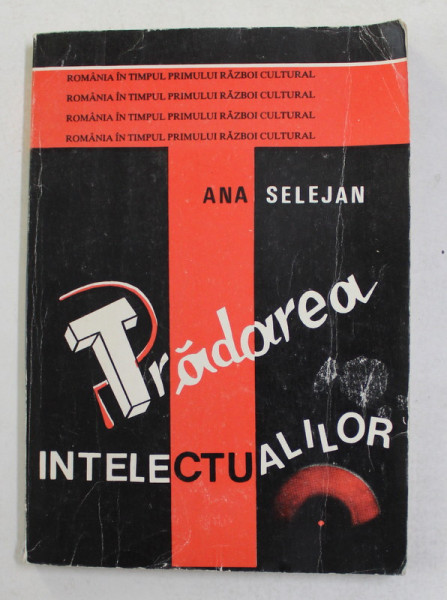 ROMÂNIA ÎN TIMPUL PRIMULUI RĂZBOI CULTURAL
ROMÂNIA ÎN TIMPUL PRIMULUI RĂZBOI CULTURAL
ROMÂNIA ÎN TIMPUL PRIMULUI RĂZBOI CULTURAL
ROMÂNIA ÎN TIMPUL PRIMULUI RĂZBOI CULTURAL
ANA SELEJAN
Trădarea
INTELECTUALILOR